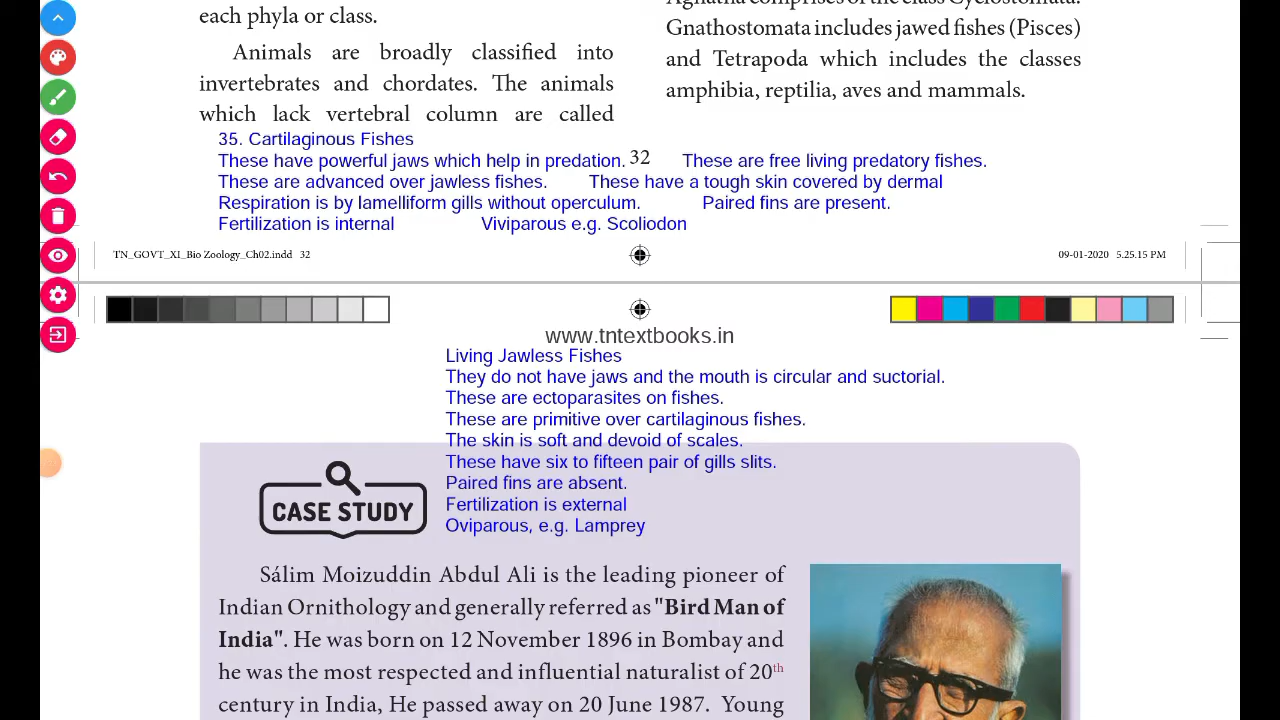 each phyla or class.
Animals are broadly classified into
invertebrates and chordates. The animals
which lack vertebral column are called
Agnatha comprises of the class Cyclostomata.
Gnathostomata includes jawed fishes (Pisces)
and Tetrapoda which includes the classes
amphibia, reptilia, aves and mammals.
35. Cartilaginous Fishes
These have powerful jaws which help in predation. 32 These are free living predatory fishes.
These are advanced over jawless fishes. These have a tough skin covered by dermal
Respiration is by lamelliform gills without operculum. Paired fins are present.
Fertilization is internal Viviparous e.g. Scoliodon
TN_GOVT_XI_Bio Zoology_Ch02.indd 32 09-01-2020 5.25.15 PM
www.tntextbooks.in
Living Jawless Fishes
They do not have jaws and the mouth is circular and suctorial.
These are ectoparasites on fishes.
These are primitive over cartilaginous fishes.
The skin is soft and devoid of scales.
These have six to fifteen pair of gills slits.
Paired fins are absent.
Fertilization is external
Oviparous, e.g. Lamprey
CASE STUDY
Sálim Moizuddin Abdul Ali is the leading pioneer of
Indian Ornithology and generally referred as "Bird Man of
India". He was born on 12 November 1896 in Bombay and
he was the most respected and influential naturalist of 20th
century in India, He passed away on 20 June 1987. Young